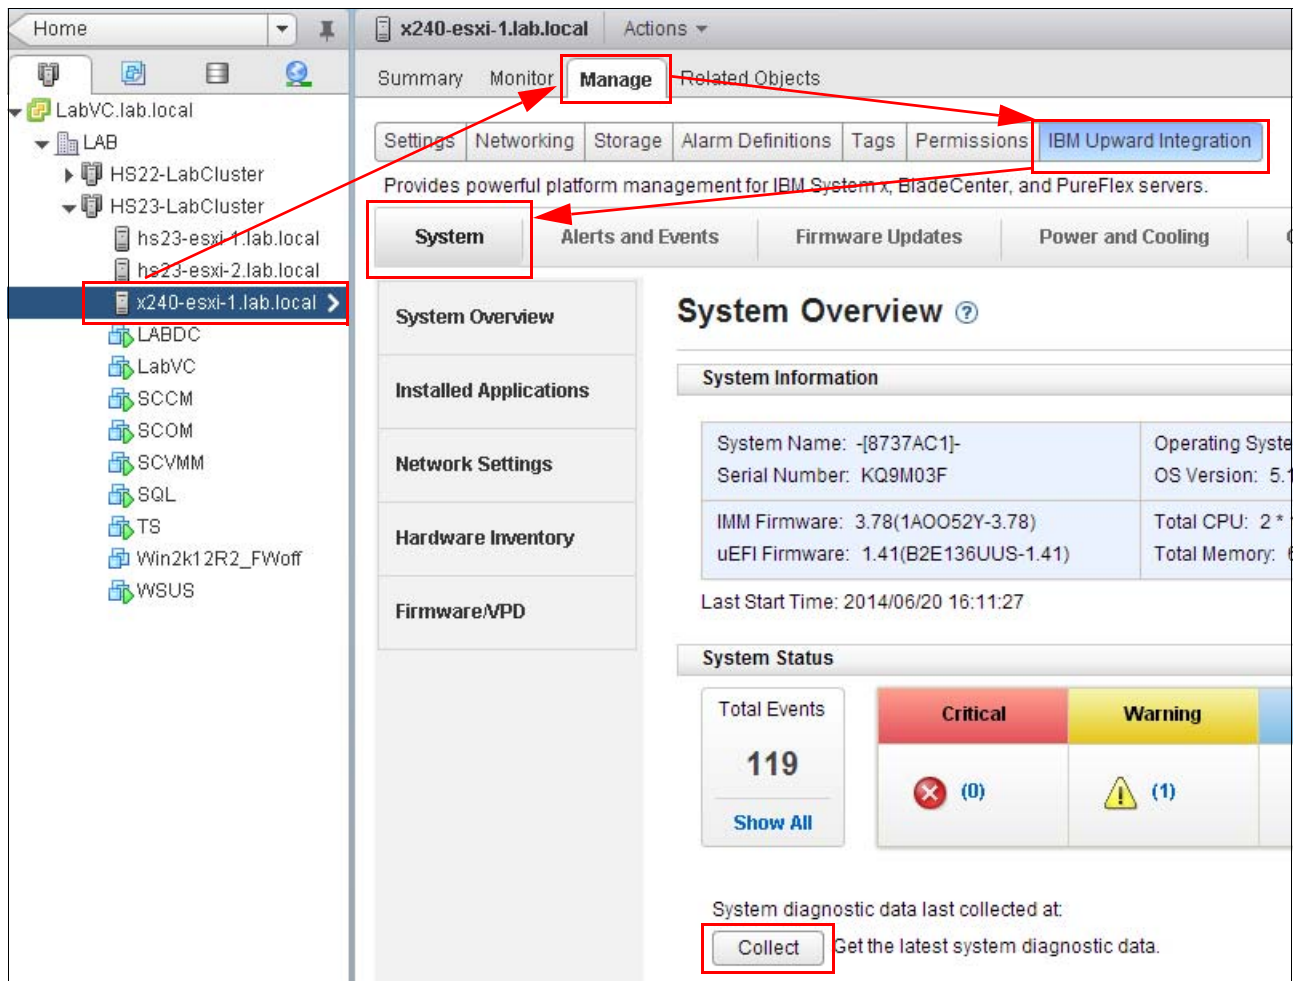 Home
LabVC.lab.local
LAB
HS22-LabCluster
HS23-LabCluster
hs23-esxi-1.lab.local
hs23-esxi-2.lab.local
x240-esxi-1.lab.local
LABDC
LabVC
SCCM
SCOM
SCVMM
SQL
TS
Win2k12R2_FWoff
WSUS
x240-esxi-1.lab.local Actions
Summary Monitor Manage Related Objects
Settings Networking Storage Alarm Definitions Tags Permissions IBM Upward Integration
Provides powerful platform management for IBM System x, BladeCenter, and PureFlex servers.
System Alerts and Events Firmware Updates Power and Cooling
System Overview
Installed Applications
Network Settings
Hardware Inventory
Firmware/VPD
System Overview ?
System Information
System Name: -[8737AC1]- Operating Syste
Serial Number: KQ9M03F OS Version: 5.1
IMM Firmware: 3.78(1AOO52Y-3.78) Total CPU: 2 *
uEFI Firmware: 1.41(B2E136UUS-1.41) Total Memory:
Last Start Time: 2014/06/20 16:11:27
System Status
Total Events Critical Warning
119 (0) (1)
Show All
System diagnostic data last collected at:
Collect Get the latest system diagnostic data.